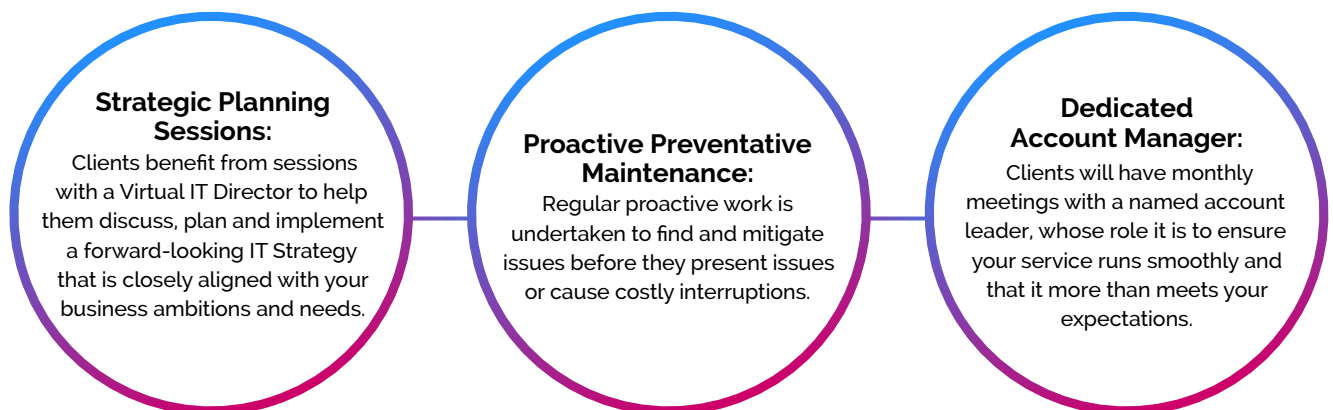 Strategic Planning
Sessions:
Clients benefit from sessions
with a Virtual IT Director to help
them discuss, plan and implement
a forward-looking IT Strategy
that is closely aligned with your
business ambitions and needs.
Proactive Preventative
Maintenance:
Regular proactive work is
undertaken to find and mitigate
issues before they present issues
or cause costly interruptions.
Dedicated
Account Manager:
Clients will have monthly
meetings with a named account
leader, whose role it is to ensure
your service runs smoothly and
that it more than meets your
expectations.